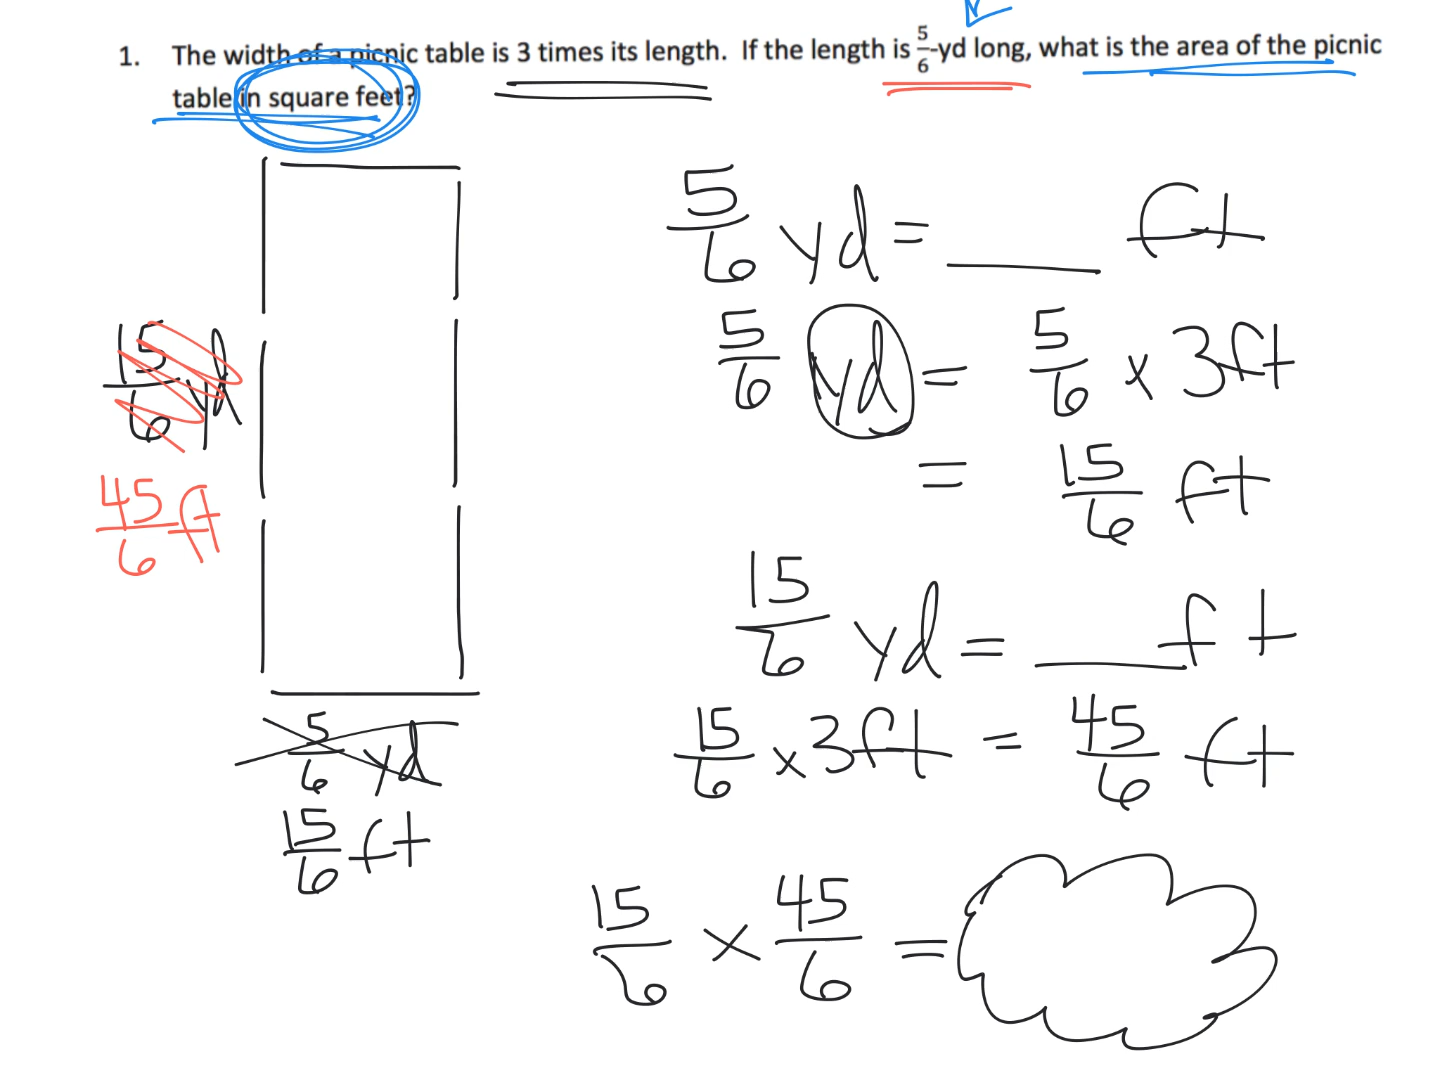 1. The width of a picnic table is 3 times its length. If the length is 5/6-yd long, what is the area of the picnic
table in square feet?
5/6 yd = ___ ft
5/6 yd = 5/6 x 3ft
= 15/6 ft
15/6 yd
45/6 ft
15/6 yd = ___ ft
15/6 x 3ft = 45/6 ft
5/6 yd
15/6 ft
15/6 x 45/6 =